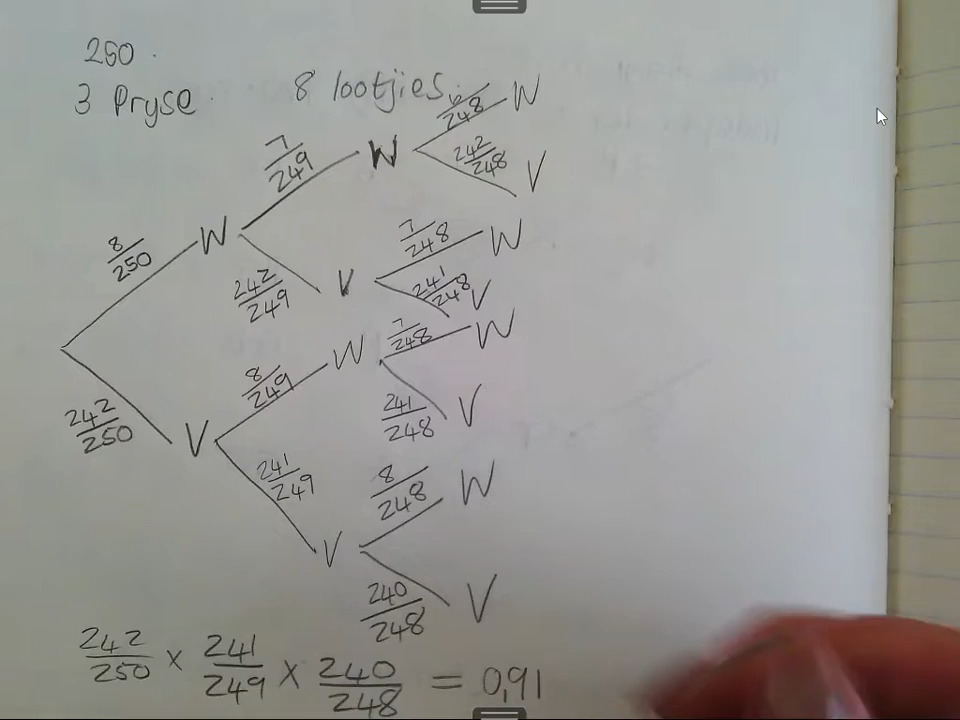 250
3 Pryse
8 lootjies
6/248 W
7/249 W
242/248 V
8/250 W
7/248 W
242/249 V
241/248 V
7/248 W
8/249 W
241/248 V
242/250 V
241/249
8/248 W
V
240/248 V
242/250 x 241/249 x 240/248 = 0,91